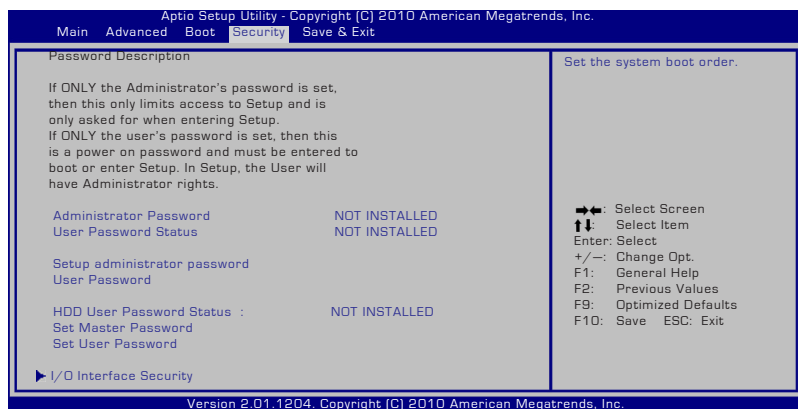 Aptio Setup Utility - Copyright (C) 2010 American Megatrends, Inc.
Main Advanced Boot Security Save & Exit
Password Description
If ONLY the Administrator's password is set,
then this only limits access to Setup and is
only asked for when entering Setup.
If ONLY the user's password is set, then this
is a power on password and must be entered to
boot or enter Setup. In Setup, the User will
have Administrator rights.
Administrator Password NOT INSTALLED
User Password Status NOT INSTALLED
Setup administrator password
User Password
HDD User Password Status : NOT INSTALLED
Set Master Password
Set User Password
I/O Interface Security
Set the system boot order.
→←: Select Screen
↑↓: Select Item
Enter: Select
+/—: Change Opt.
F1: General Help
F2: Previous Values
F9: Optimized Defaults
F10: Save ESC: Exit
Version 2.01.1204. Copyright (C) 2010 American Megatrends, Inc.